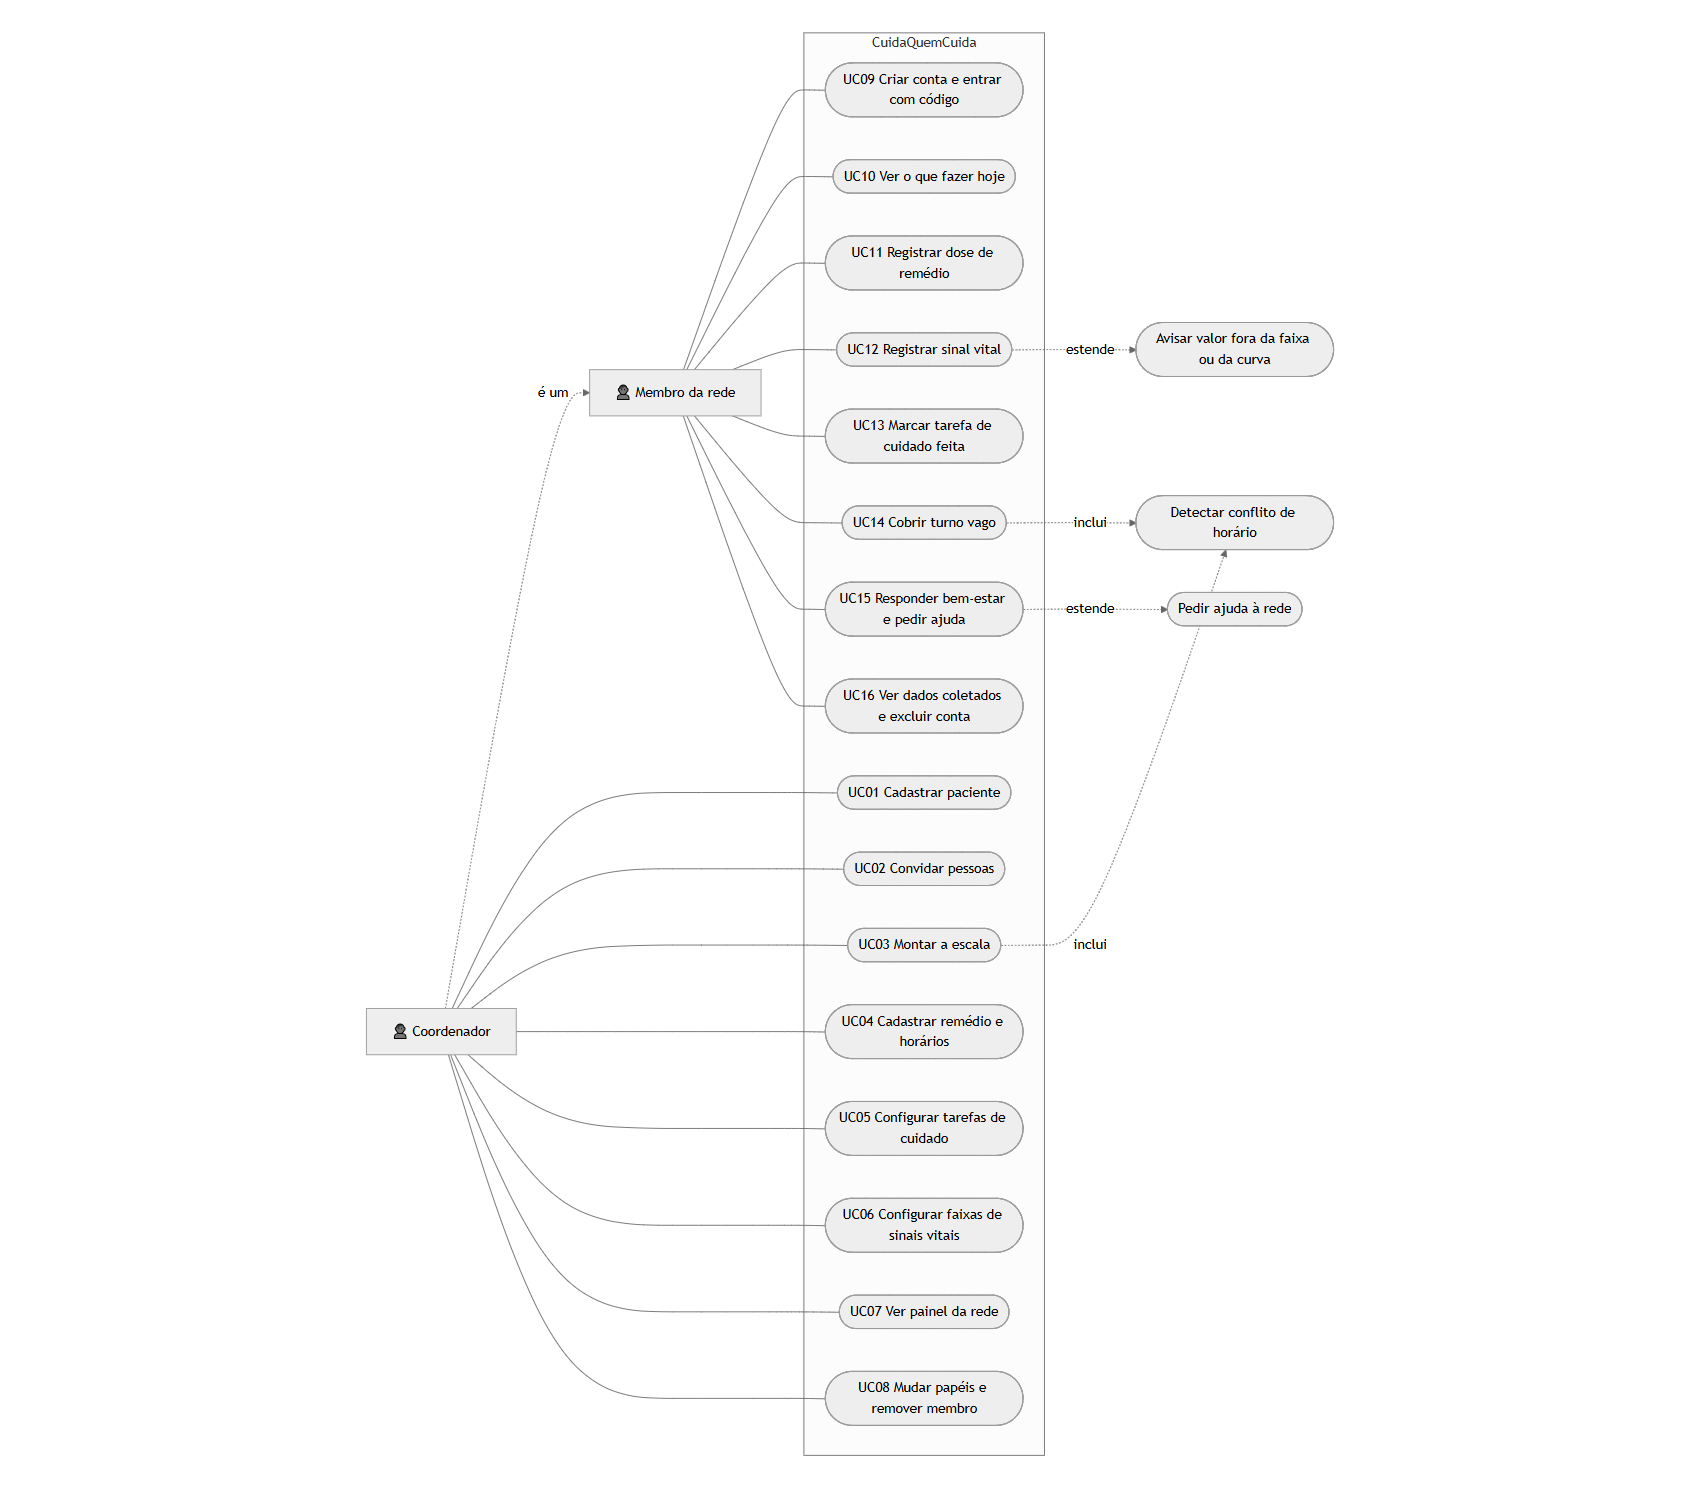 CuidaQuemCuida
UC09 Criar conta e entrar
com código
UC10 Ver o que fazer hoje
UC11 Registrar dose de
remédio
UC12 Registrar sinal vital
estende
Avisar valor fora da faixa
ou da curva
é um
Membro da rede
UC13 Marcar tarefa de
cuidado feita
UC14 Cobrir turno vago
inclui
Detectar conflito de
horário
UC15 Responder bem-estar
e pedir ajuda
estende
Pedir ajuda à rede
UC16 Ver dados coletados
e excluir conta
UC01 Cadastrar paciente
UC02 Convidar pessoas
UC03 Montar a escala
inclui
Coordenador
UC04 Cadastrar remédio e
horários
UC05 Configurar tarefas de
cuidado
UC06 Configurar faixas de
sinais vitais
UC07 Ver painel da rede
UC08 Mudar papéis e
remover membro